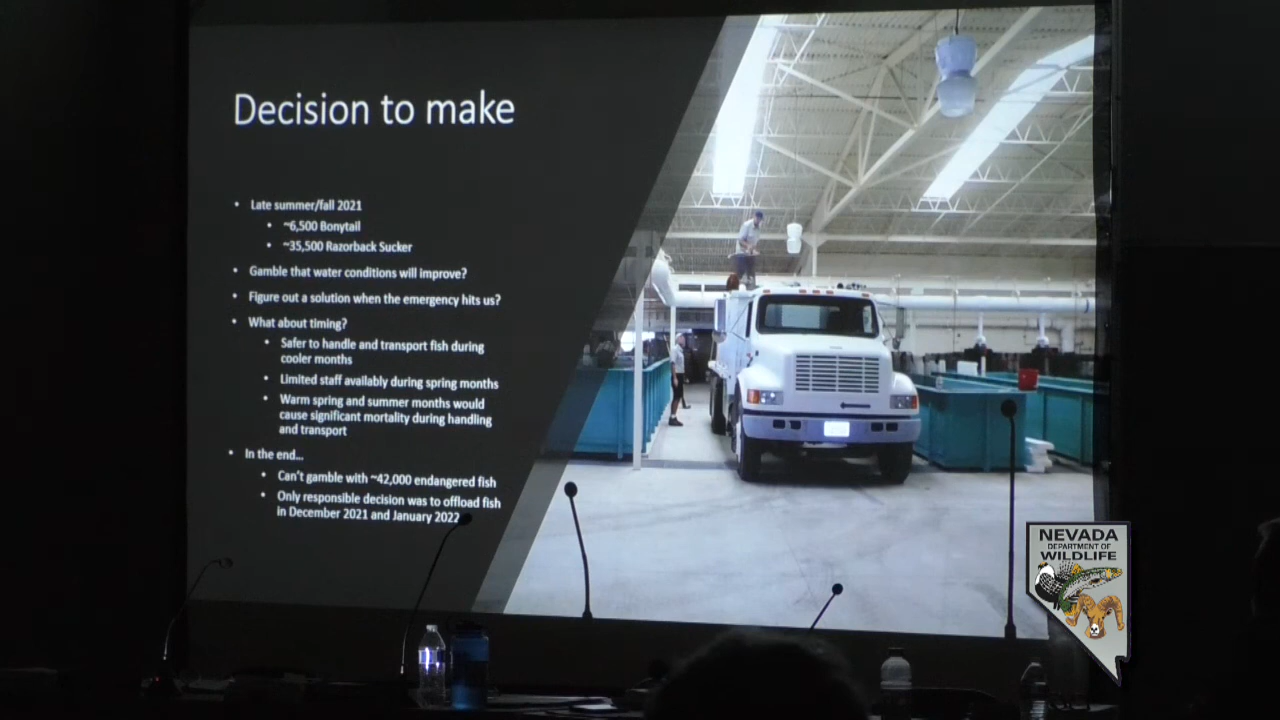 Decision to make
• Late summer/fall 2021
• ~6,500 Bonytail
• ~35,500 Razorback Sucker
• Gamble that water conditions will improve?
• Figure out a solution when the emergency hits us?
• What about timing?
• Safer to handle and transport fish during
cooler months
• Limited staff availably during spring months
• Warm spring and summer months would
cause significant mortality during handling
and transport
• In the end...
• Can't gamble with ~42,000 endangered fish
• Only responsible decision was to offload fish
in December 2021 and January 2022
NEVADA
DEPARTMENT OF
WILDLIFE